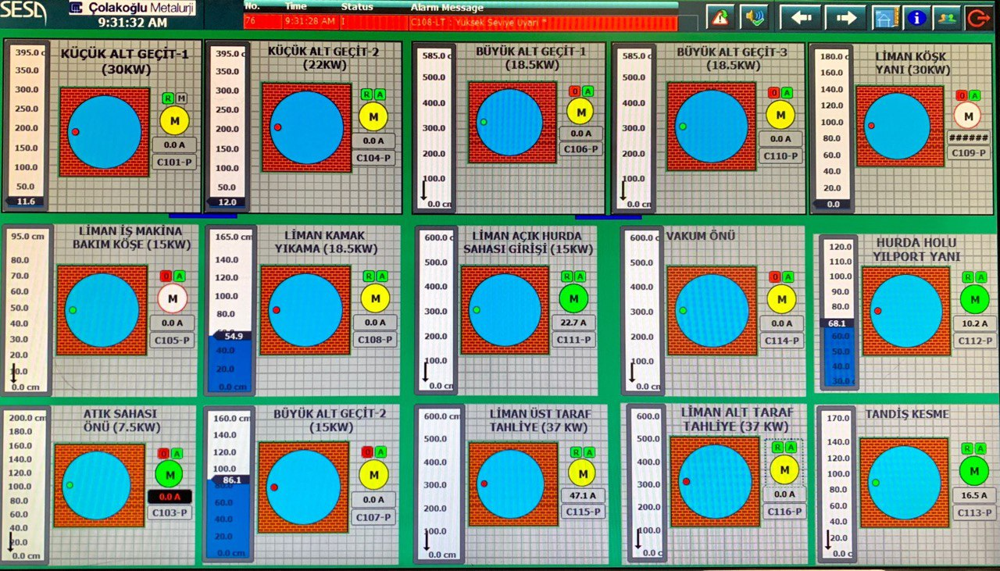 SESA
Çolakoğlu Metalurji
9:31:32 AM
No. Time Status Alarm Message
76 9:31:28 AM I C108-LT : Yüksek Seviye Uyarı *
KÜÇÜK ALT GEÇİT-1
(30KW)
395.0 c
350.0
300.0
250.0
200.0
150.0
100.0
50.0
11.6
R M
M
0.0 A
C101-P
KÜÇÜK ALT GEÇİT-2
(22KW)
395.0 c
350.0
300.0
250.0
200.0
150.0
100.0
50.0
12.0
R A
M
0.0 A
C104-P
BÜYÜK ALT GEÇİT-1
(18.5KW)
585.0 c
500.0
400.0
300.0
200.0
100.0
0.0 cm
0 A
M
0.0 A
C106-P
BÜYÜK ALT GEÇİT-3
(18.5KW)
585.0 c
500.0
400.0
300.0
200.0
100.0
0.0 cm
0 A
M
0.0 A
C110-P
LİMAN KÖŞK
YANI (30KW)
180.0 c
160.0
140.0
120.0
100.0
80.0
60.0
40.0
20.0
0.0
0 A
M
######
C109-P
LİMAN İŞ MAKİNA
BAKIM KÖŞE (15KW)
95.0 cm
80.0
70.0
60.0
50.0
40.0
30.0
20.0
10.0
0.0 cm
0 A
M
0.0 A
C105-P
LİMAN KAMAK
YIKAMA (18.5KW)
165.0 cm
140.0
120.0
100.0
80.0
54.9
40.0
20.0
0.0 cm
R A
M
0.0 A
C108-P
LİMAN AÇIK HURDA
SAHASI GİRİŞİ (15KW)
600.0 c
500.0
400.0
300.0
200.0
100.0
0.0 cm
R A
M
22.7 A
C111-P
VAKUM ÖNÜ
600.0 c
500.0
400.0
300.0
200.0
100.0
0.0 cm
0 A
M
0.0 A
C114-P
HURDA HOLU
YILPORT YANI
120.0
110.0
100.0
90.0
80.0
68.1
60.0
50.0
40.0
30.0 c
R A
M
10.2 A
C112-P
ATIK SAHASI
ÖNÜ (7.5KW)
200.0 cm
180.0
160.0
140.0
120.0
100.0
80.0
60.0
40.0
20.0
0.0 cm
0 A
M
0.0 A
C103-P
BÜYÜK ALT GEÇİT-2
(15KW)
160.0 cm
140.0
120.0
100.0
86.1
80.0
60.0
40.0
20.0
0.0 cm
0 A
M
0.0 A
C107-P
LİMAN ÜST TARAF
TAHLİYE (37 KW)
600.0 c
500.0
400.0
300.0
200.0
100.0
0.0 cm
R A
M
47.1 A
C115-P
LİMAN ALT TARAF
TAHLİYE (37 KW)
600.0 c
500.0
400.0
300.0
200.0
100.0
0.0 c
R A
M
0.0 A
C116-P
TANDİŞ KESME
170.0
140.0
120.0
100.0
80.0
60.0
40.0
20.0
0.0 c
R A
M
16.5 A
C113-P